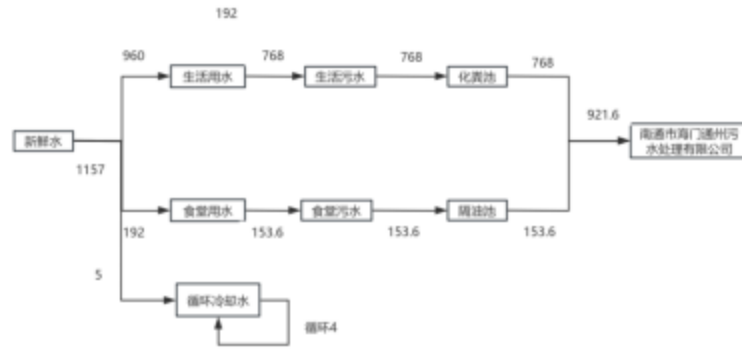 192
960
生活用水
768
生活污水
768
化粪池
768
新鲜水
1157
921.6
南通市海门通州污
水处理有限公司
192
食堂用水
153.6
食堂污水
153.6
隔油池
153.6
5
循环冷却水
循环4